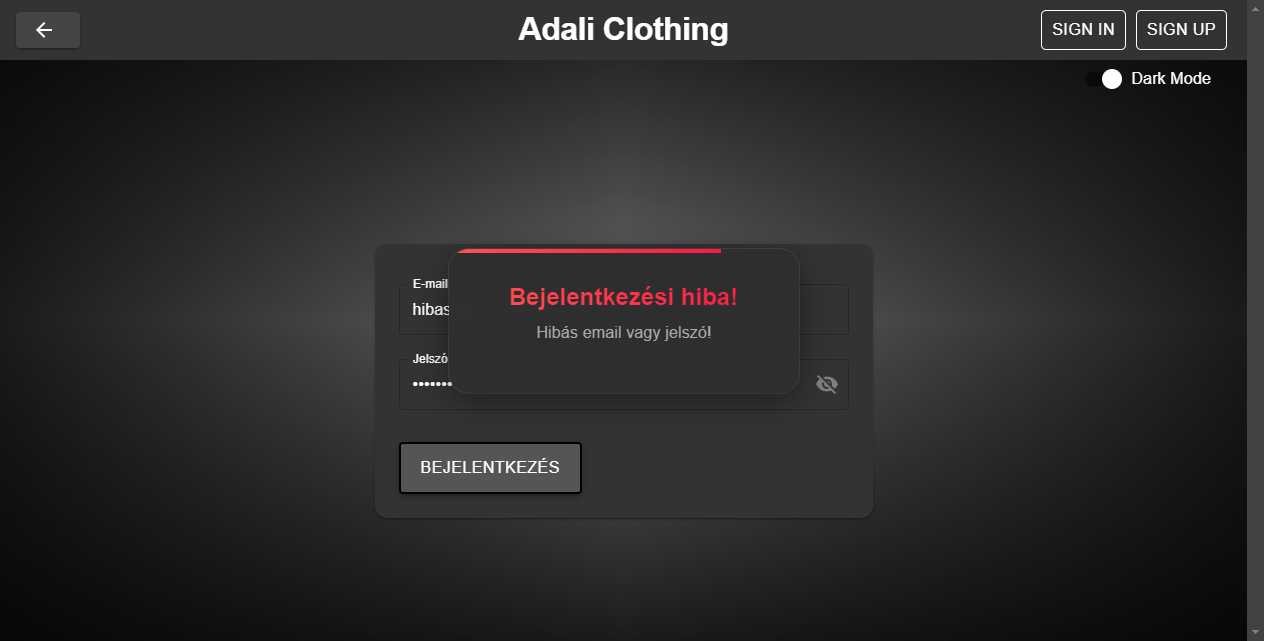 Adali Clothing
SIGN IN
SIGN UP
Dark Mode
E-mail
hibas
Bejelentkezési hiba!
Hibás email vagy jelszó!
Jelszó
BEJELENTKEZÉS